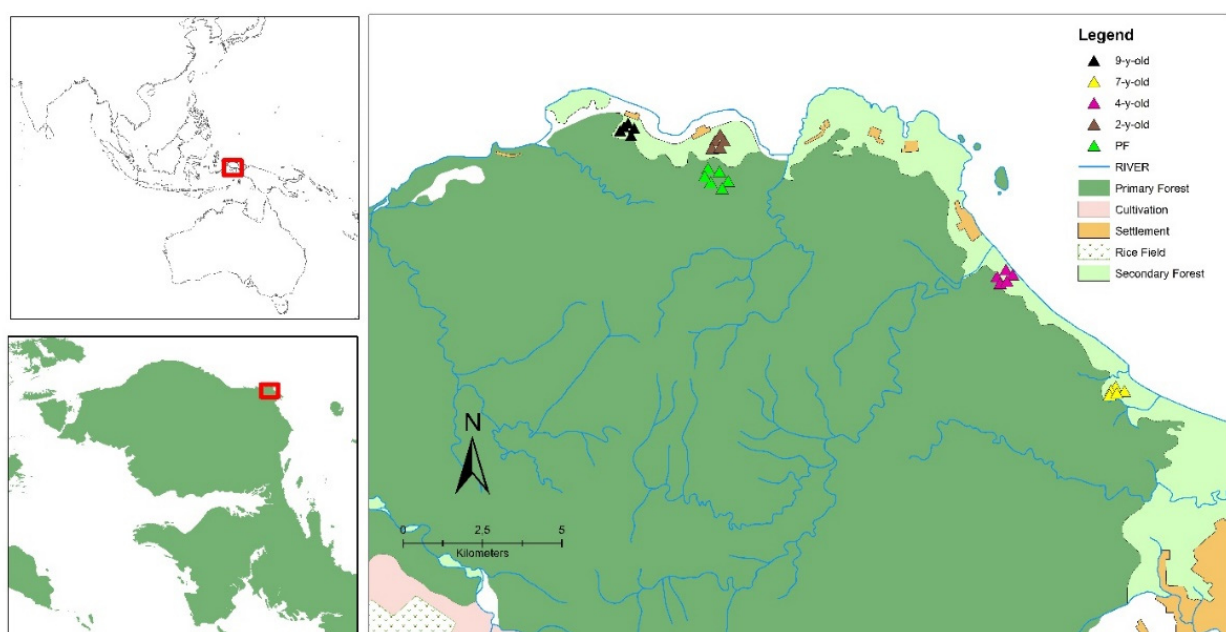 Legend
9-y-old
7-y-old
4-y-old
2-y-old
PF
RIVER
Primary Forest
Cultivation
Settlement
Rice Field
Secondary Forest
N
0 2,5 5
Kilometers